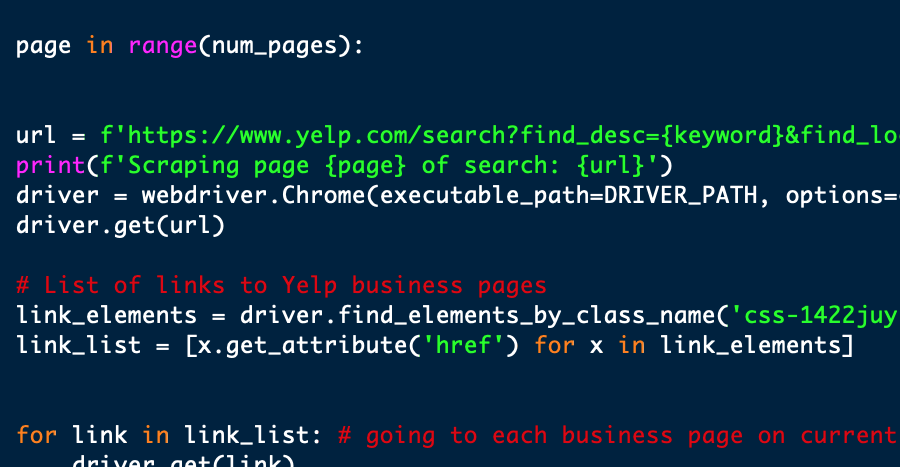 page in range(num_pages):
url = f'https://www.yelp.com/search?find_desc={keyword}&find_lo
print(f'Scraping page {page} of search: {url}')
driver = webdriver.Chrome(executable_path=DRIVER_PATH, options=
driver.get(url)
# List of links to Yelp business pages
link_elements = driver.find_elements_by_class_name('css-1422juy
link_list = [x.get_attribute('href') for x in link_elements]
for link in link_list: # going to each business page on current
driver.get(link)